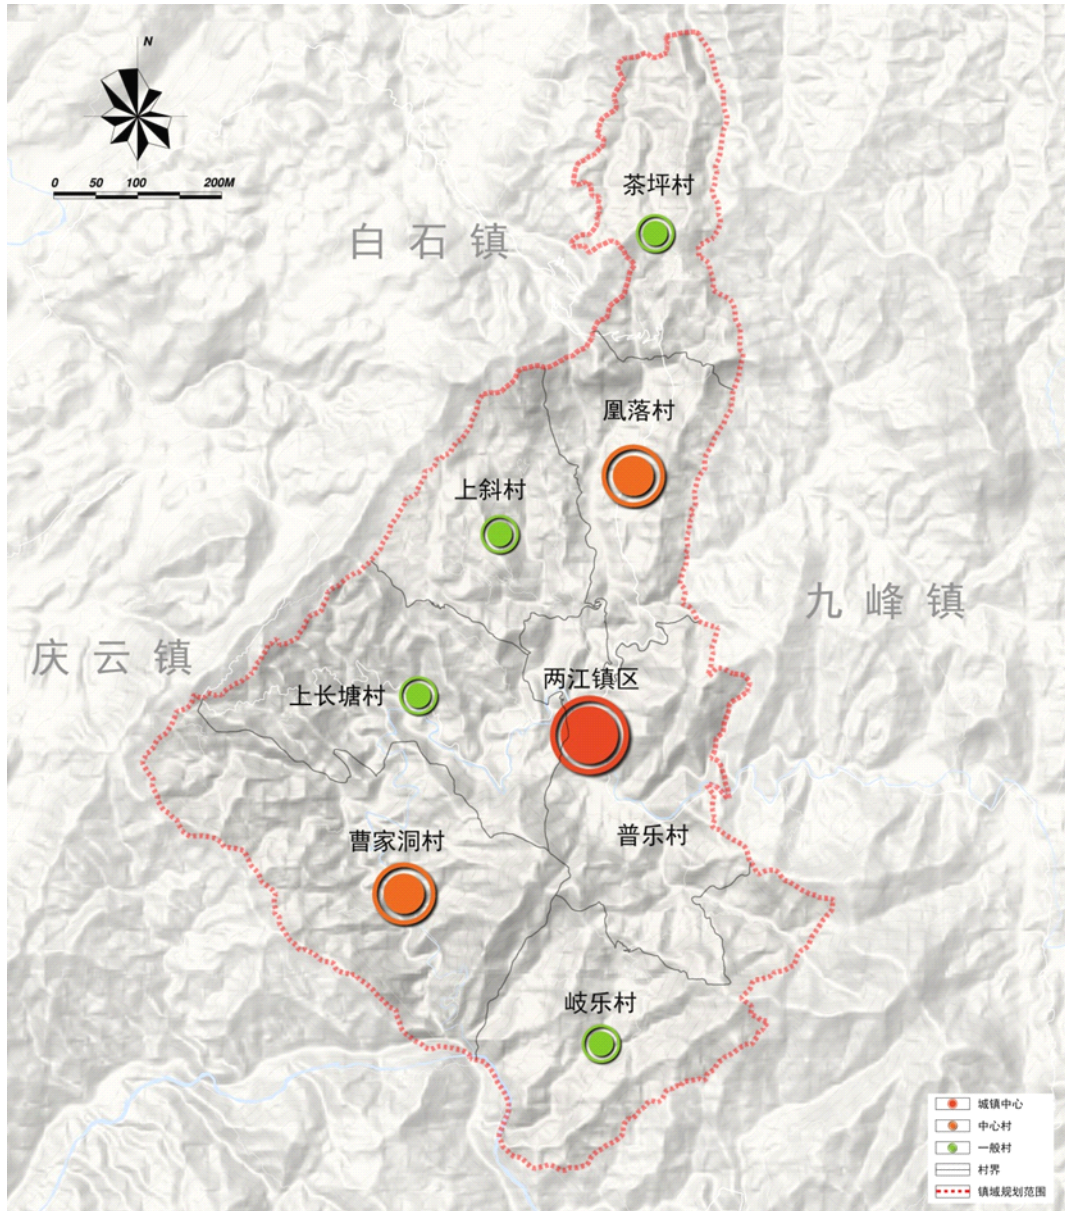 N
0 50 100 200M
茶坪村
白石镇
凰落村
上斜村
九峰镇
庆云镇
两江镇区
上长塘村
普乐村
曹家洞村
岐乐村
城镇中心
中心村
一般村
村界
镇域规划范围